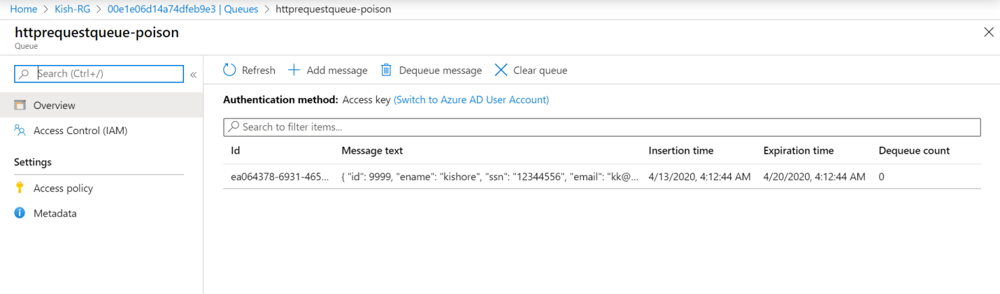 Home > Kish-RG > 00e1e06d14a74dfeb9e3 | Queues > httprequestqueue-poison
httprequestqueue-poison
Queue
Search (Ctrl+/)
«
Overview
Access Control (IAM)
Settings
Access policy
Metadata
Refresh Add message Dequeue message Clear queue
Authentication method: Access key (Switch to Azure AD User Account)
Search to filter items...
Id Message text Insertion time Expiration time Dequeue count
ea064378-6931-465... { "id": 9999, "ename": "kishore", "ssn": "12344556", "email": "kk@... 4/13/2020, 4:12:44 AM 4/20/2020, 4:12:44 AM 0